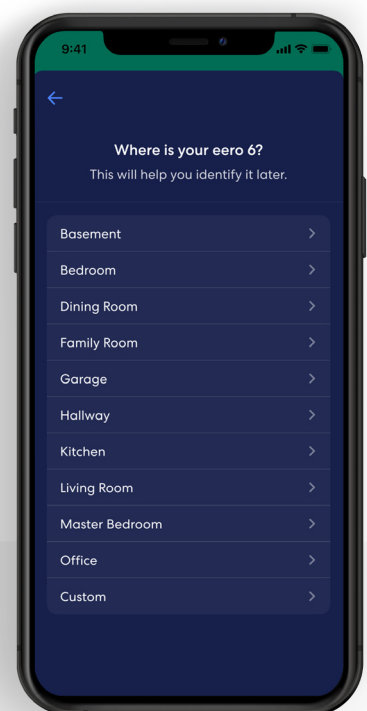 9:41
Where is your eero 6?
This will help you identify it later.
Basement
Bedroom
Dining Room
Family Room
Garage
Hallway
Kitchen
Living Room
Master Bedroom
Office
Custom